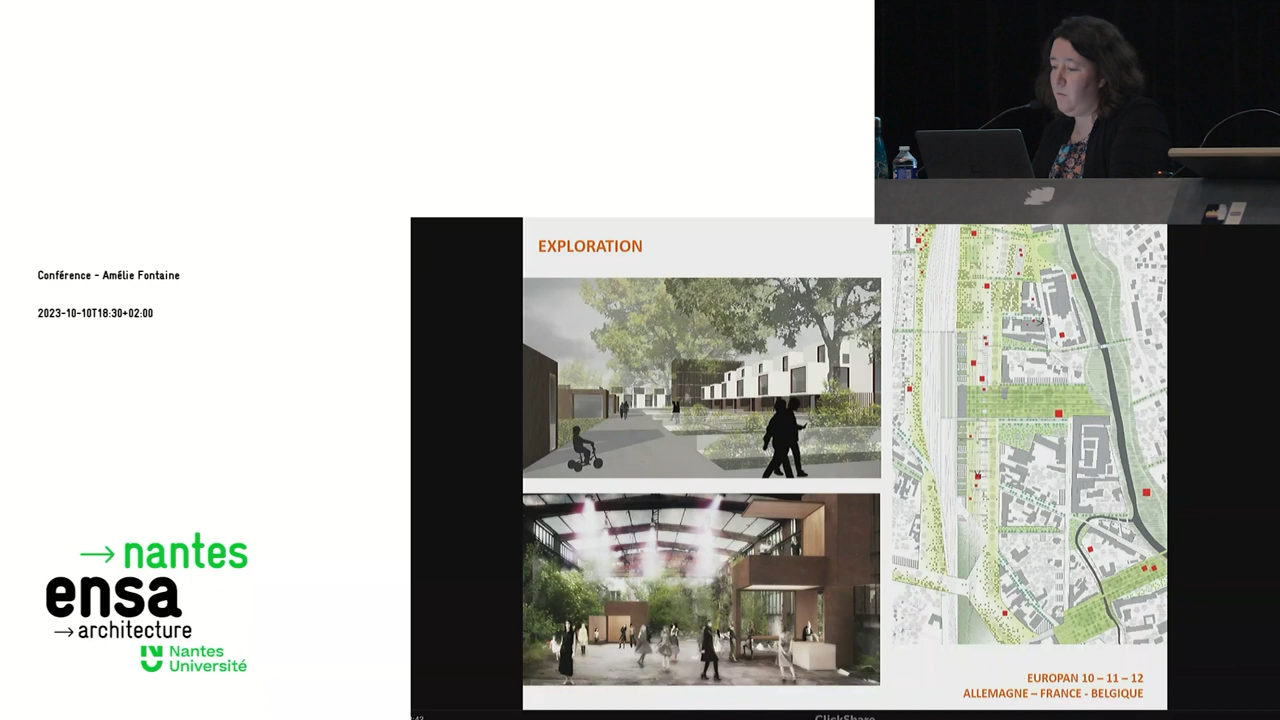 Conférence - Amélie Fontaine
2023-10-10T18:30+02:00
→nantes
ensa
→architecture
Nantes
Université
EXPLORATION
EUROPAN 10 – 11 – 12
ALLEMAGNE – FRANCE - BELGIQUE
ClickShare